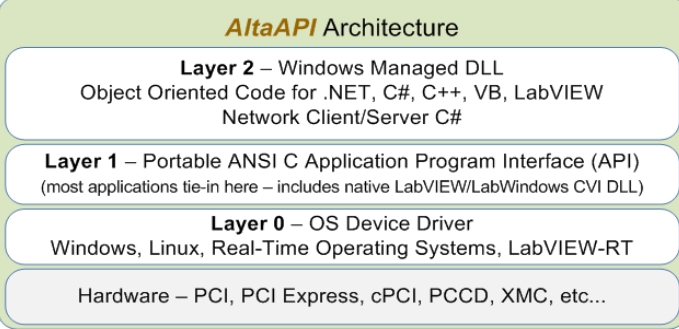 AltaAPI Architecture
Layer 2 – Windows Managed DLL
Object Oriented Code for .NET, C#, C++, VB, LabVIEW
Network Client/Server C#
Layer 1 – Portable ANSI C Application Program Interface (API)
(most applications tie-in here – includes native LabVIEW/LabWindows CVI DLL)
Layer 0 – OS Device Driver
Windows, Linux, Real-Time Operating Systems, LabVIEW-RT
Hardware – PCI, PCI Express, cPCI, PCCD, XMC, etc...